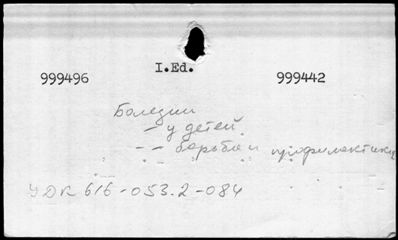 I.Ed.
999496 999442
Болезни
- у детей
- - борьба и профилактика
УДК 616-053.2-084